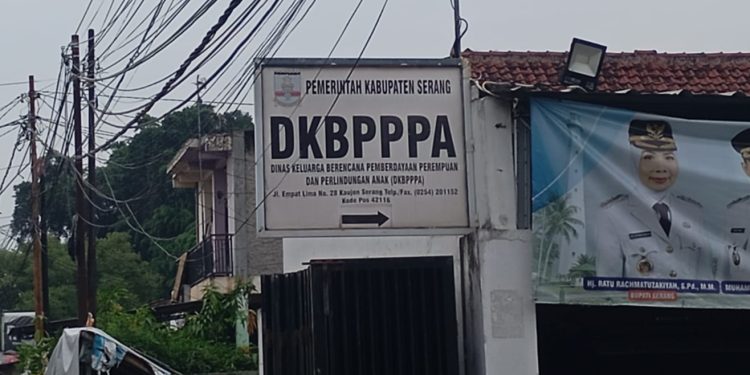 PEMERINTAH KABUPATEN SERANG
DKBPPPA
DINAS KELUARGA BERENCANA PEMBERDAYAAN PEREMPUAN
DAN PERLINDUNGAN ANAK (DKBPPPA)
Jl. Empat Lima No. 28 Kaujon Serang Telp./Fax. (0254) 201152
Kode Pos 42116
Hj. RATU RACHMATUZAKIYAH, S.Pd., M.M.
BUPATI SERANG
MUHAM